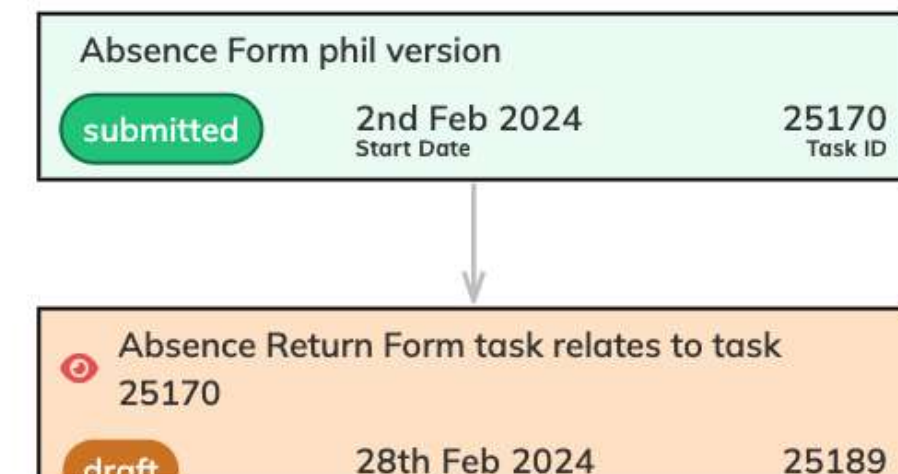 Absence Form phil version
submitted 2nd Feb 2024 25170
Start Date Task ID
Absence Return Form task relates to task
25170
draft 28th Feb 2024 25189